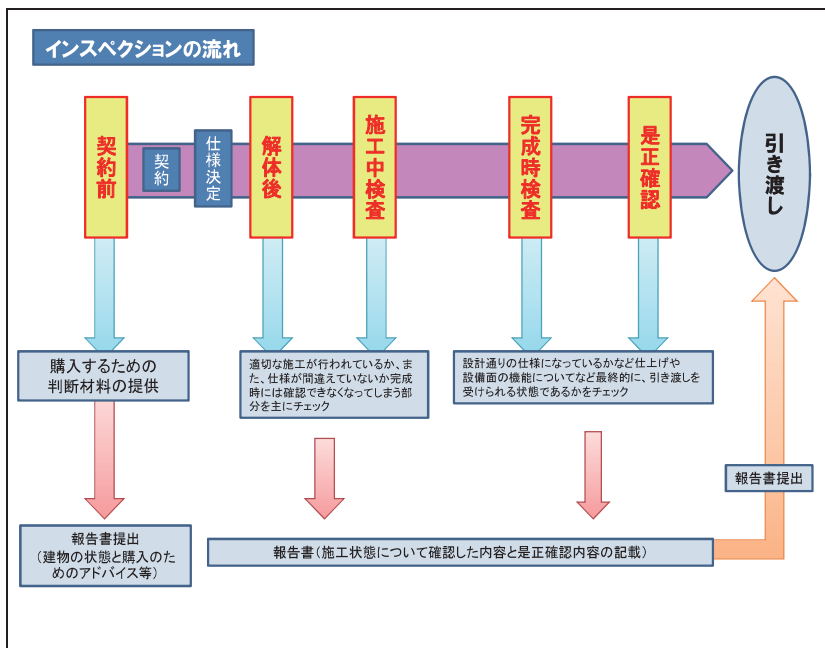 インスペクションの流れ
契約前
契約
仕様決定
解体後
施工中検査
完成時検査
是正確認
引き渡し
購入するための
判断材料の提供
適切な施工が行われているか、ま
た、仕様が間違えていないか完成
時には確認できなくなってしまう部
分を主にチェック
設計通りの仕様になっているかなど仕上げや
設備面の機能についてなど最終的に、引き渡しを
受けられる状態であるかをチェック
報告書提出
報告書提出
(建物の状態と購入のた
めのアドバイス等)
報告書(施工状態について確認した内容と是正確認内容の記載)